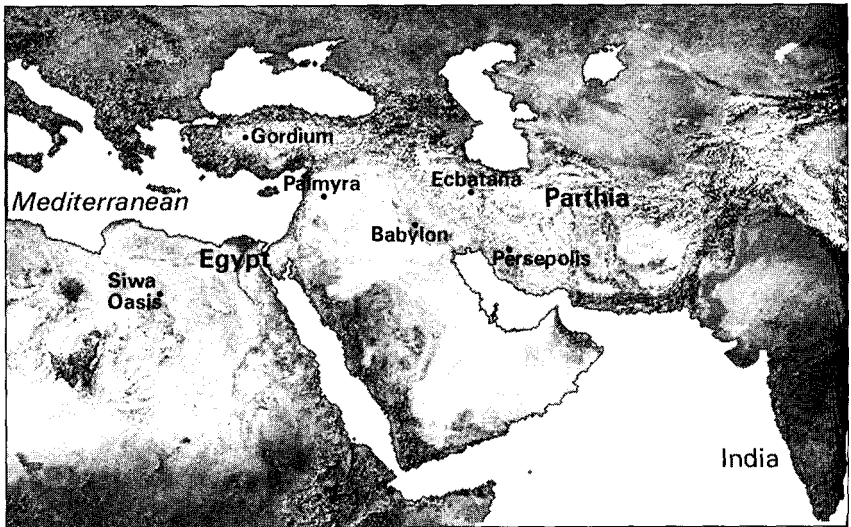 Gordium
Palmyra
Ecbatana
Parthia
Mediterranean
Babylon
Egypt
Persepolis
Siwa
Oasis
India